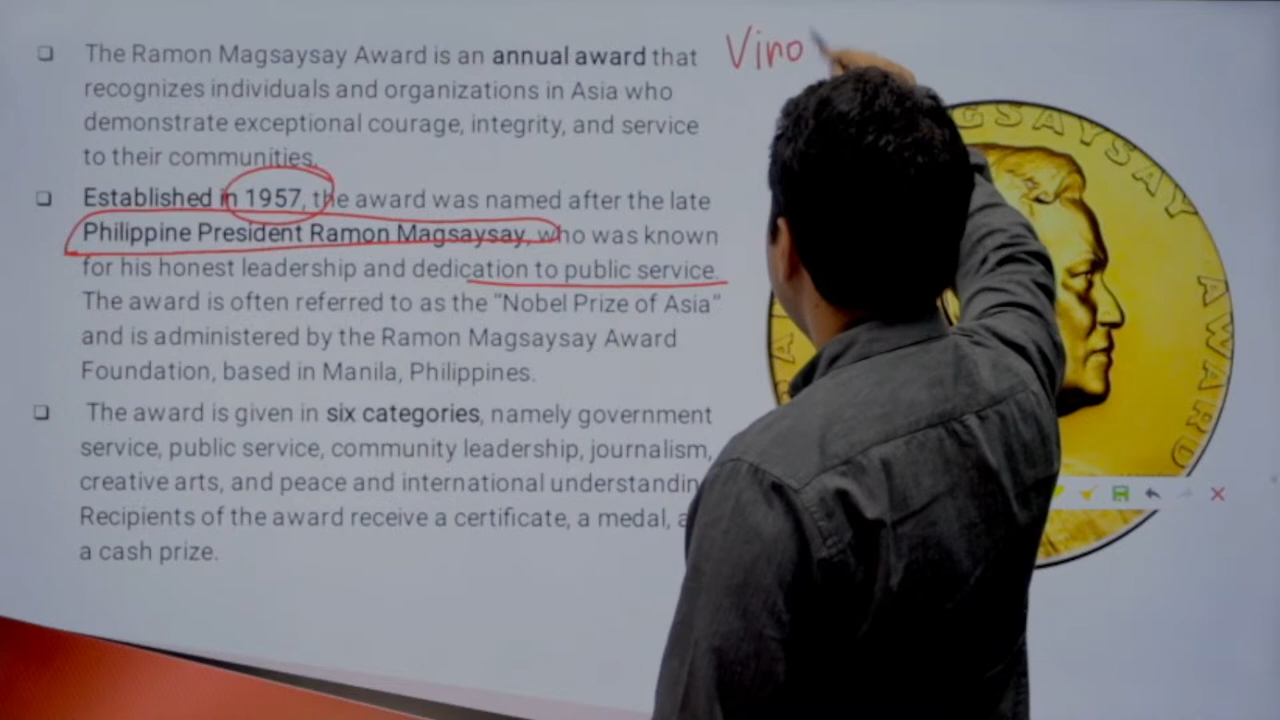 The Ramon Magsaysay Award is an annual award that
recognizes individuals and organizations in Asia who
demonstrate exceptional courage, integrity, and service
to their communities.
Established in 1957, the award was named after the late
Philippine President Ramon Magsaysay, who was known
for his honest leadership and dedication to public service.
The award is often referred to as the “Nobel Prize of Asia”
and is administered by the Ramon Magsaysay Award
Foundation, based in Manila, Philippines.
The award is given in six categories, namely government
service, public service, community leadership, journalism,
creative arts, and peace and international understandin
Recipients of the award receive a certificate, a medal, a
a cash prize.
Vino
GSAYSAY AWARD